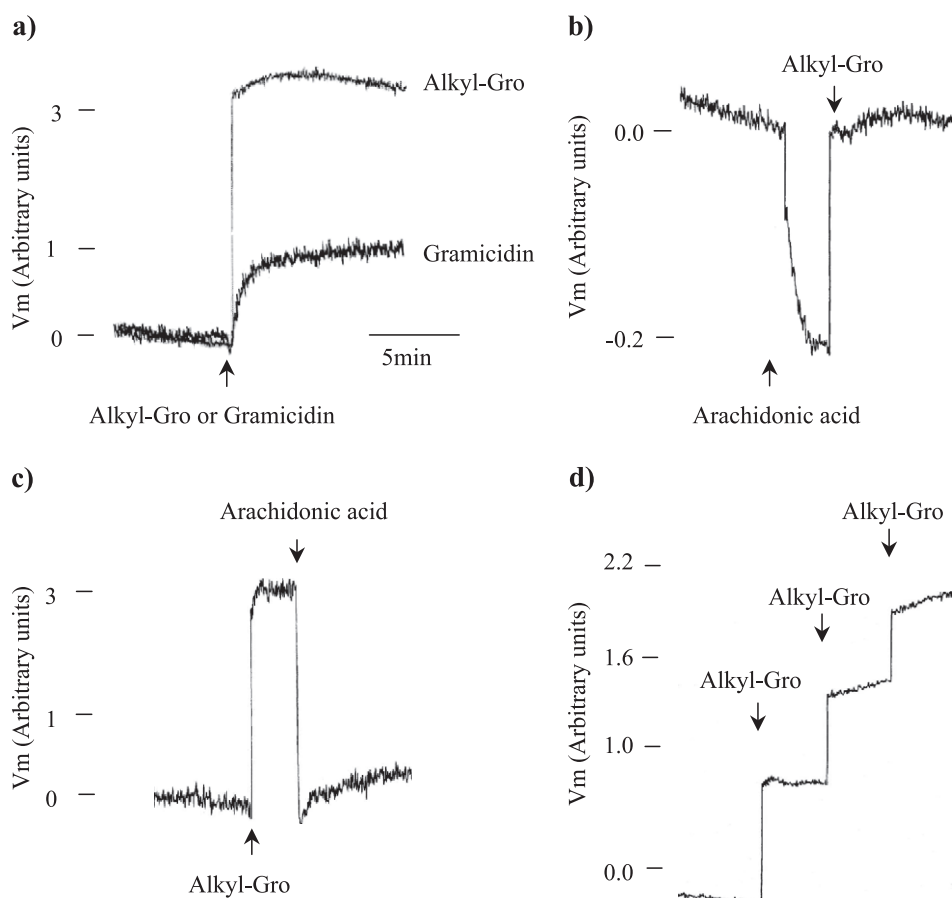 a)
Vm (Arbitrary units)
3
1
0
Alkyl-Gro
Gramicidin
5min
Alkyl-Gro or Gramicidin
b)
Vm (Arbitrary units)
Alkyl-Gro
0.0
-0.2
Arachidonic acid
c)
Vm (Arbitrary units)
Arachidonic acid
3
1
0
Alkyl-Gro
d)
Vm (Arbitrary units)
Alkyl-Gro
2.2
Alkyl-Gro
1.6
Alkyl-Gro
1.0
0.0